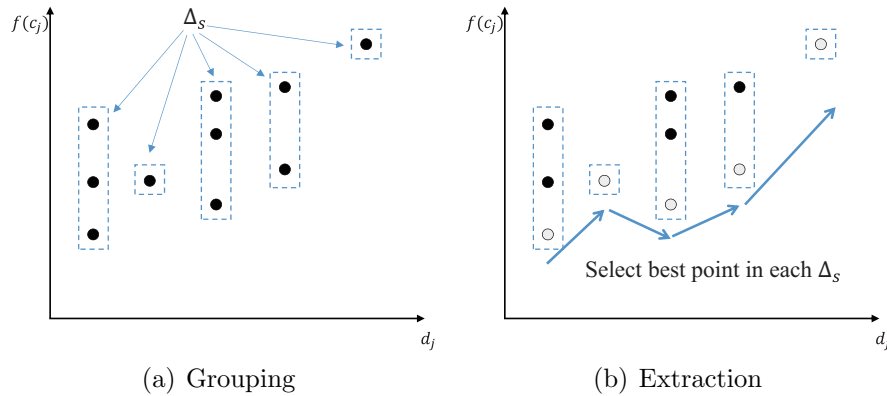 f(c_j)
Δ_s
d_j
(a) Grouping
f(c_j)
Select best point in each Δ_s
d_j
(b) Extraction